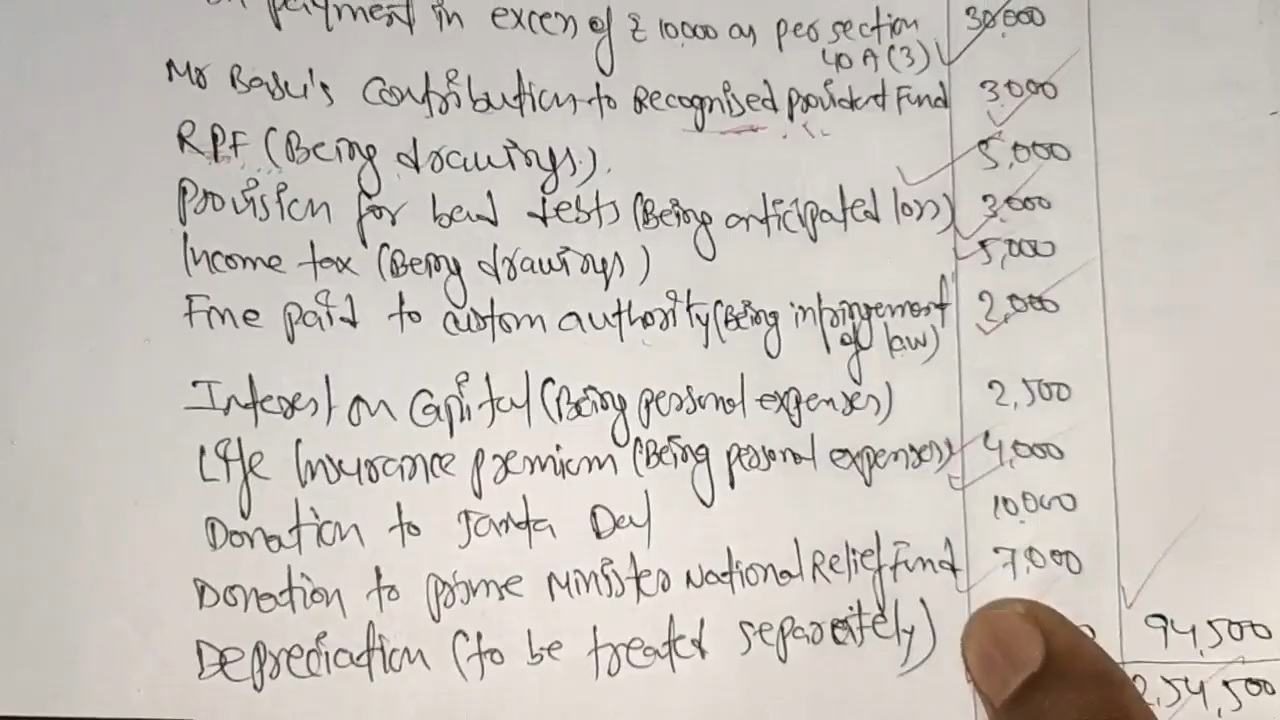 payment in excess of ₹ 10,000 as per section 30,000
40 A (3)
Mr Basu's Contribution to Recognised provident Fund 3,000
RPF (Being drawings). 5,000
Provision for bad debts (Being anticipated loss) 3,000
Income tax (Being drawings) 5,000
Fine paid to custom authority (Being infringement 2,000
of law)
Interest on Capital (Being personal expenses) 2,500
Life Insurance premium (Being personal expenses) 4,000
Donation to Janta Dal 10,000
Donation to prime Minister National Relief Fund 7,000
Depreciation (to be treated separately) 94,500
2,54,500